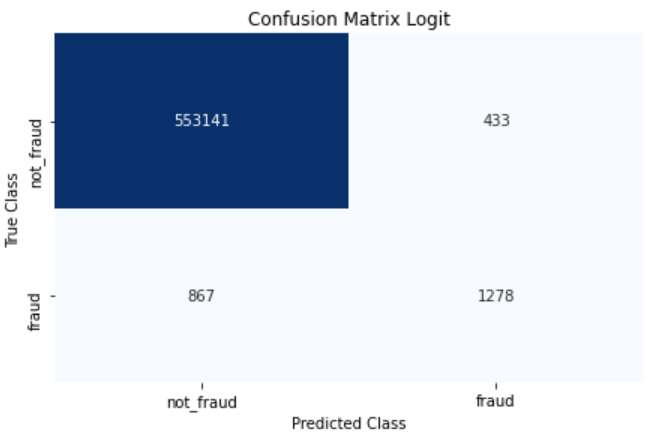 Confusion Matrix Logit
True Class
not_fraud
553141
433
fraud
867
1278
not_fraud
fraud
Predicted Class